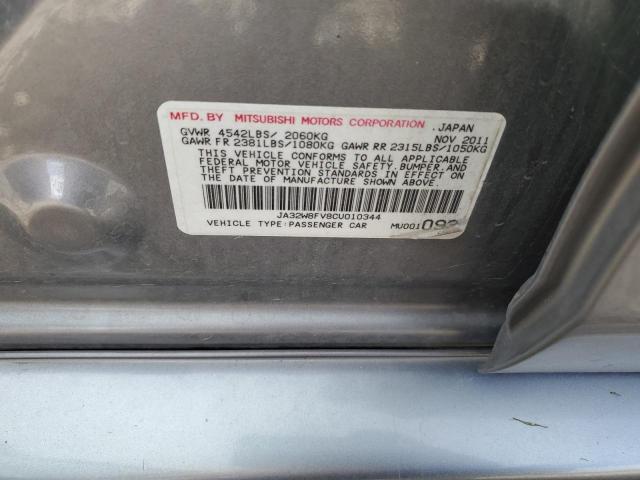 MFD. BY MITSUBISHI MOTORS CORPORATION .JAPAN
GVWR 4542LBS/ 2060KG NOV 2011
GAWR FR 2381LBS/1080KG GAWR RR 2315LBS/1050KG
THIS VEHICLE CONFORMS TO ALL APPLICABLE
FEDERAL MOTOR VEHICLE SAFETY,BUMPER,AND
THEFT PREVENTION STANDARDS IN EFFECT ON
THE DATE OF MANUFACTURE SHOWN ABOVE.
JA32W8FV8CU010344
VEHICLE TYPE:PASSENGER CAR MU001